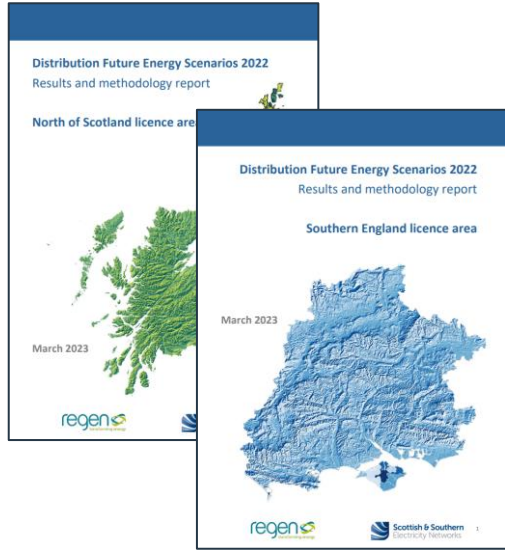 Distribution Future Energy Scenarios 2022
Results and methodology report
North of Scotland licence
March 2023
regen
Distribution Future Energy Scenarios 2022
Results and methodology report
Southern England licence area
March 2023
regen
Scottish & Southern
Electricity Networks
1